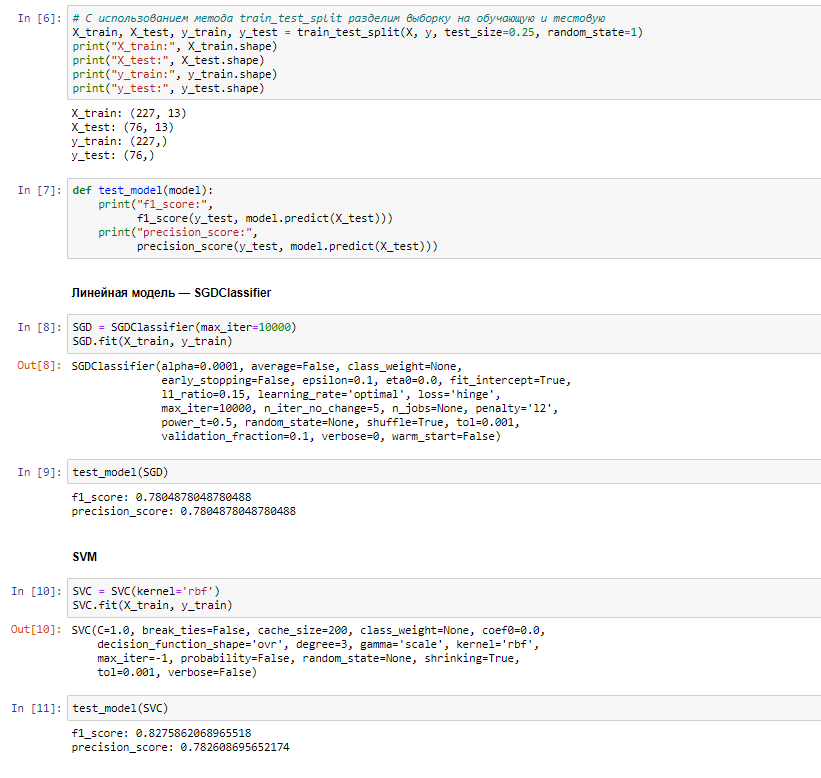 In [6]: # С использованием метода train_test_split разделим выборку на обучающую и тестовую
X_train, X_test, y_train, y_test = train_test_split(X, y, test_size=0.25, random_state=1)
print("X_train:", X_train.shape)
print("X_test:", X_test.shape)
print("y_train:", y_train.shape)
print("y_test:", y_test.shape)
X_train: (227, 13)
X_test: (76, 13)
y_train: (227,)
y_test: (76,)
In [7]: def test_model(model):
    print("f1_score:",
          f1_score(y_test, model.predict(X_test)))
    print("precision_score:",
          precision_score(y_test, model.predict(X_test)))
Линейная модель — SGDClassifier
In [8]: SGD = SGDClassifier(max_iter=10000)
SGD.fit(X_train, y_train)
Out[8]: SGDClassifier(alpha=0.0001, average=False, class_weight=None,
              early_stopping=False, epsilon=0.1, eta0=0.0, fit_intercept=True,
              l1_ratio=0.15, learning_rate='optimal', loss='hinge',
              max_iter=10000, n_iter_no_change=5, n_jobs=None, penalty='l2',
              power_t=0.5, random_state=None, shuffle=True, tol=0.001,
              validation_fraction=0.1, verbose=0, warm_start=False)
In [9]: test_model(SGD)
f1_score: 0.7804878048780488
precision_score: 0.7804878048780488
SVM
In [10]: SVC = SVC(kernel='rbf')
SVC.fit(X_train, y_train)
Out[10]: SVC(C=1.0, break_ties=False, cache_size=200, class_weight=None, coef0=0.0,
    decision_function_shape='ovr', degree=3, gamma='scale', kernel='rbf',
    max_iter=-1, probability=False, random_state=None, shrinking=True,
    tol=0.001, verbose=False)
In [11]: test_model(SVC)
f1_score: 0.8275862068965518
precision_score: 0.782608695652174